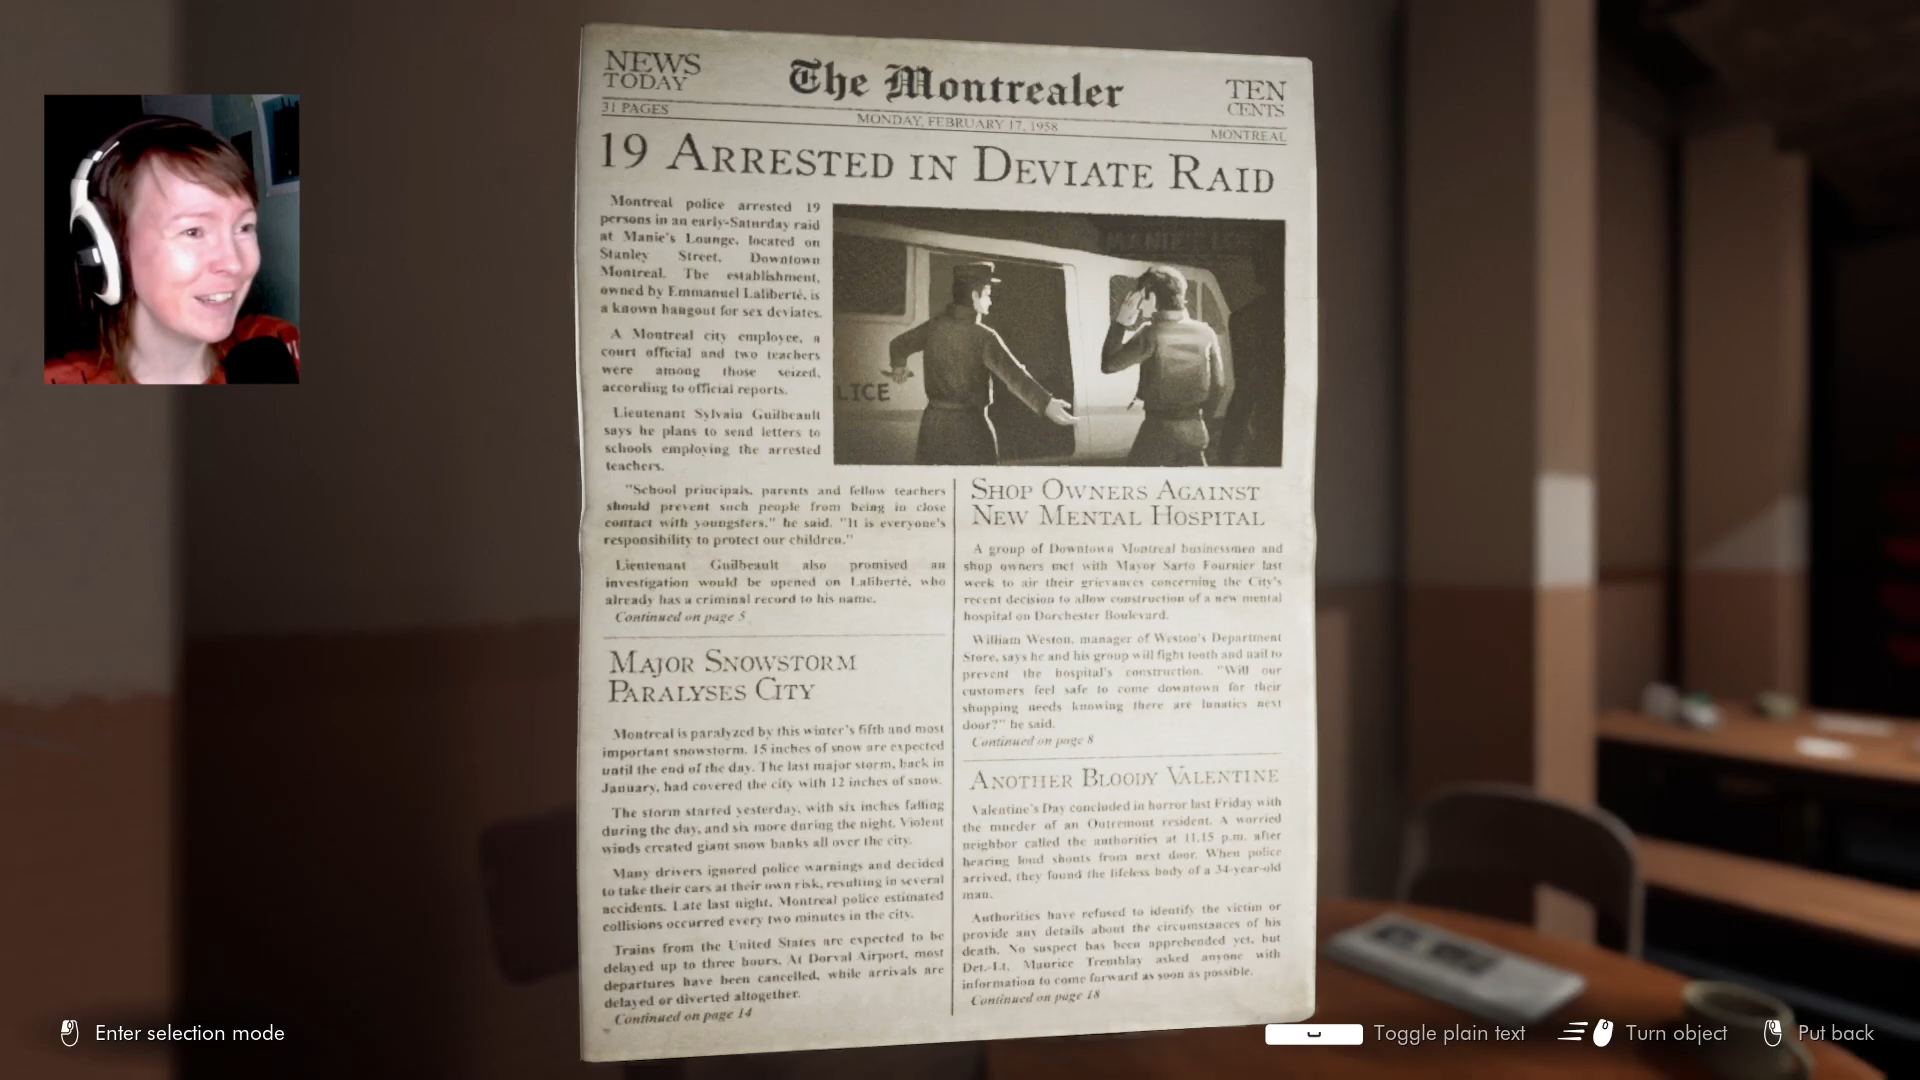 NEWS
TODAY
The Montrealer
TEN
CENTS
31 PAGES
MONDAY, FEBRUARY 17, 1958
MONTREAL
19 ARRESTED IN DEVIATE RAID
Montreal police arrested 19
persons in an early-Saturday raid
at Manie's Lounge, located on
Stanley Street, Downtown
Montreal. The establishment,
owned by Emmanuel Laliberté, is
a known hangout for sex deviates.
A Montreal city employee, a
court official and two teachers
were among those seized,
according to official reports.
Lieutenant Sylvain Guilbeault
says he plans to send letters to
schools employing the arrested
teachers.
"School principals, parents and fellow teachers
should prevent such people from being in close
contact with youngsters," he said. "It is everyone's
responsibility to protect our children."
Lieutenant Guilbeault also promised an
investigation would be opened on Laliberté, who
already has a criminal record to his name.
Continued on page 5
MANIE'S LO
LICE
MAJOR SNOWSTORM
PARALYSES CITY
Montreal is paralyzed by this winter's fifth and most
important snowstorm. 15 inches of snow are expected
until the end of the day. The last major storm, back in
January, had covered the city with 12 inches of snow.
The storm started yesterday, with six inches falling
during the day, and six more during the night. Violent
winds created giant snow banks all over the city.
Many drivers ignored police warnings and decided
to take their cars at their own risk, resulting in several
accidents. Late last night, Montreal police estimated
collisions occurred every two minutes in the city.
Trains from the United States are expected to be
delayed up to three hours. At Dorval Airport, most
departures have been cancelled, while arrivals are
delayed or diverted altogether.
Continued on page 14
SHOP OWNERS AGAINST
NEW MENTAL HOSPITAL
A group of Downtown Montreal businessmen and
shop owners met with Mayor Sarto Fournier last
week to air their grievances concerning the City's
recent decision to allow construction of a new mental
hospital on Dorchester Boulevard.
William Weston, manager of Weston's Department
Store, says he and his group will fight tooth and nail to
prevent the hospital's construction. "Will our
customers feel safe to come downtown for their
shopping needs knowing there are lunatics next
door?" he said.
Continued on page 8
ANOTHER BLOODY VALENTINE
Valentine's Day concluded in horror last Friday with
the murder of an Outremont resident. A worried
neighbor called the authorities at 11.15 p.m. after
hearing loud shouts from next door. When police
arrived, they found the lifeless body of a 34-year-old
man.
Authorities have refused to identify the victim or
provide any details about the circumstances of his
death. No suspect has been apprehended yet, but
Det.-Lt. Maurice Tremblay asked anyone with
information to come forward as soon as possible.
Continued on page 18
Enter selection mode
Toggle plain text
Turn object
Put back